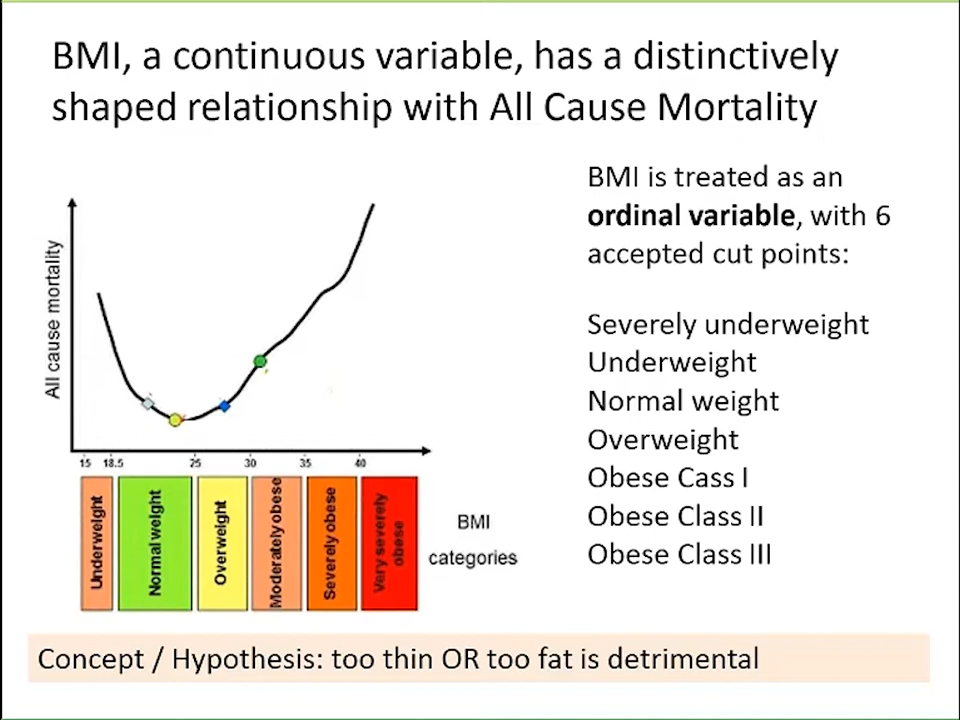 BMI, a continuous variable, has a distinctively
shaped relationship with All Cause Mortality
All cause mortality
15 18.5 25 30 35 40
Underweight
Normal weight
Overweight
Moderately obese
Severely obese
Very severely
obese
BMI
categories
BMI is treated as an
ordinal variable, with 6
accepted cut points:
Severely underweight
Underweight
Normal weight
Overweight
Obese Cass I
Obese Class II
Obese Class III
Concept / Hypothesis: too thin OR too fat is detrimental